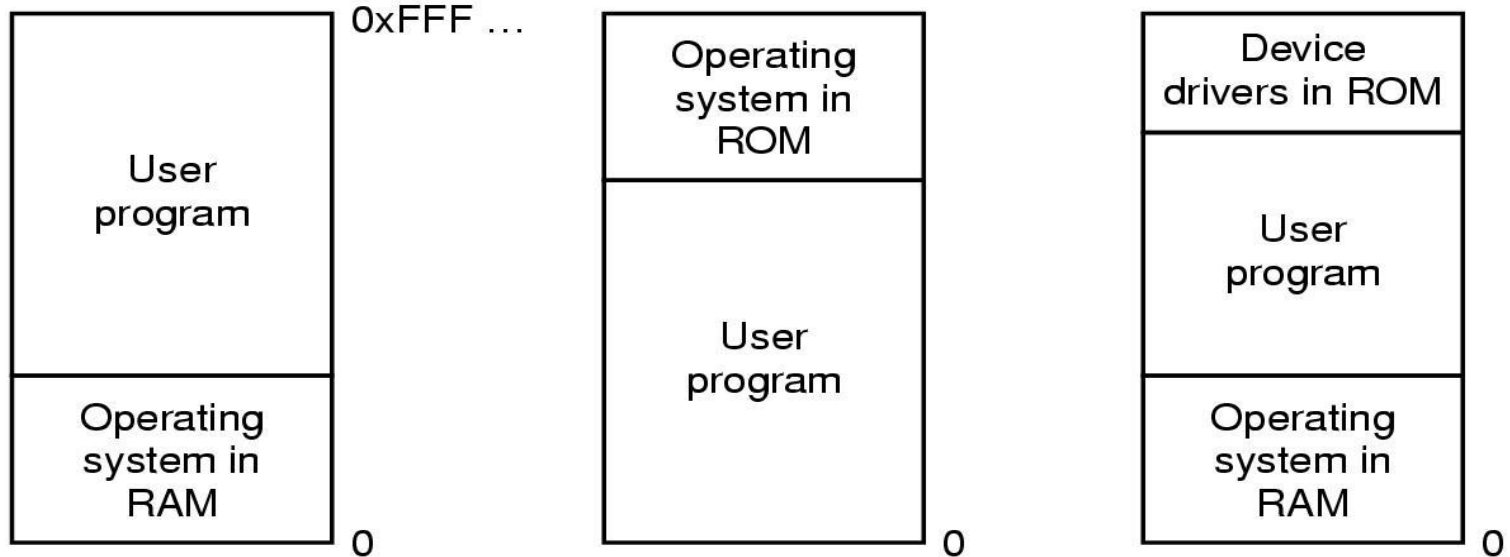 User
program
Operating
system in
RAM
0xFFF ...
0
Operating
system in
ROM
User
program
0
Device
drivers in ROM
User
program
Operating
system in
RAM
0